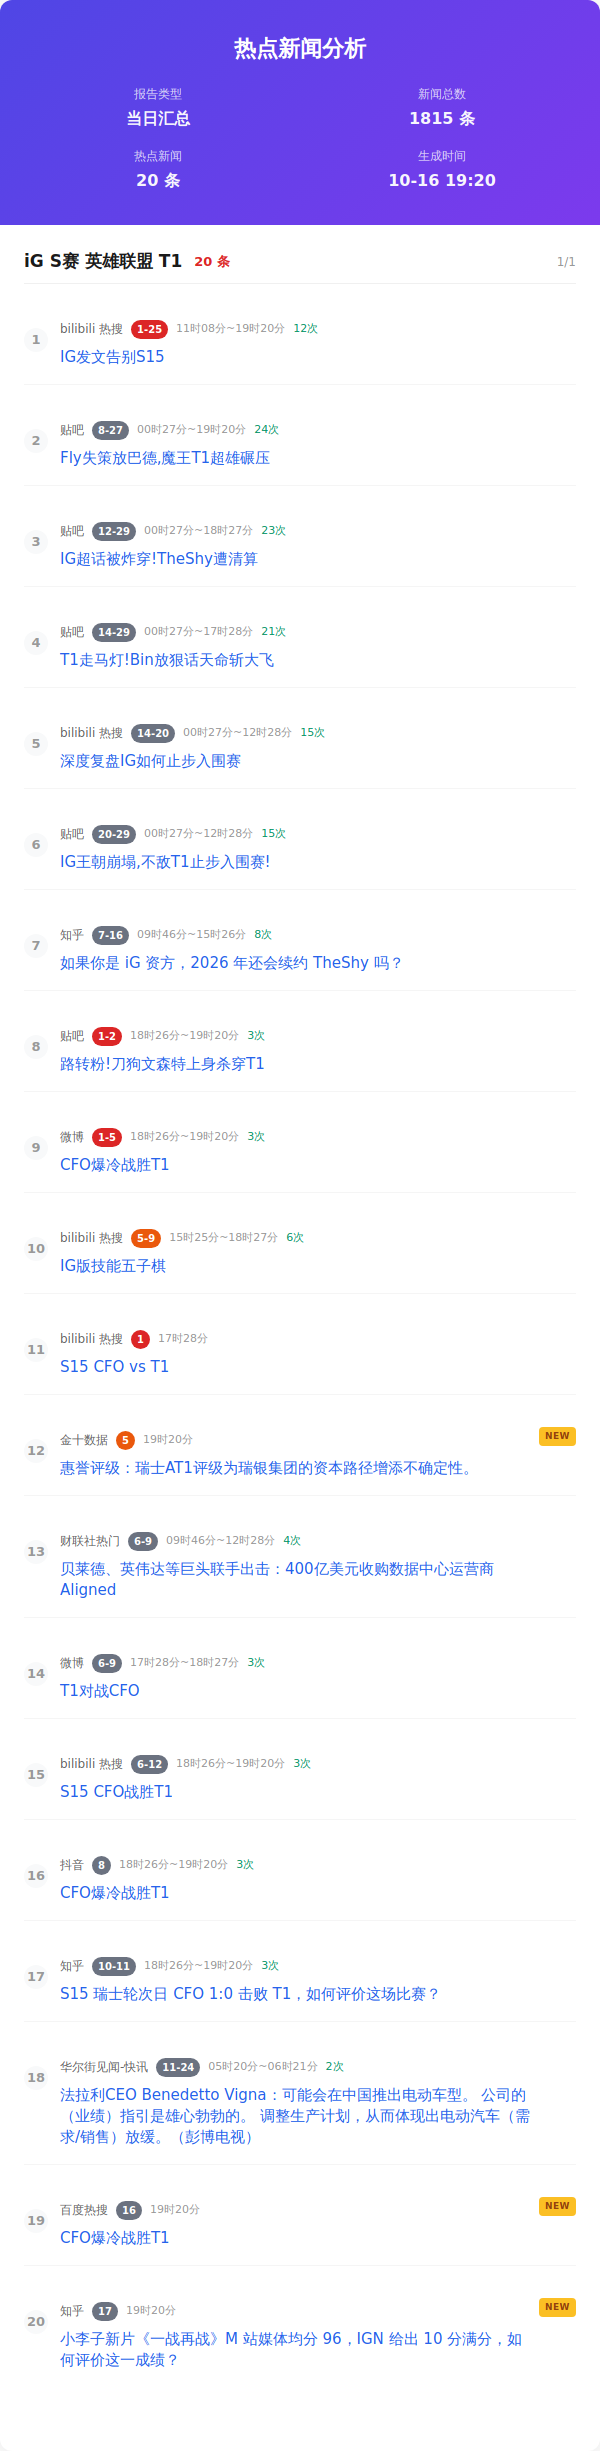 热点新闻分析
报告类型
新闻总数
当日汇总
1815 条
热点新闻
生成时间
20 条
10-16 19:20
iG S赛 英雄联盟 T1 20 条 1/1
1
bilibili 热搜 1-25 11时08分~19时20分 12次
IG发文告别S15
2
贴吧 8-27 00时27分~19时20分 24次
Fly失策放巴德,魔王T1超雄碾压
3
贴吧 12-29 00时27分~18时27分 23次
IG超话被炸穿!TheShy遭清算
4
贴吧 14-29 00时27分~17时28分 21次
T1走马灯!Bin放狠话天命斩大飞
5
bilibili 热搜 14-20 00时27分~12时28分 15次
深度复盘IG如何止步入围赛
6
贴吧 20-29 00时27分~12时28分 15次
IG王朝崩塌,不敌T1止步入围赛!
7
知乎 7-16 09时46分~15时26分 8次
如果你是 iG 资方，2026 年还会续约 TheShy 吗？
8
贴吧 1-2 18时26分~19时20分 3次
路转粉!刀狗文森特上身杀穿T1
9
微博 1-5 18时26分~19时20分 3次
CFO爆冷战胜T1
10
bilibili 热搜 5-9 15时25分~18时27分 6次
IG版技能五子棋
11
bilibili 热搜 1 17时28分
S15 CFO vs T1
12
金十数据 5 19时20分 NEW
惠誉评级：瑞士AT1评级为瑞银集团的资本路径增添不确定性。
13
财联社热门 6-9 09时46分~12时28分 4次
贝莱德、英伟达等巨头联手出击：400亿美元收购数据中心运营商
Aligned
14
微博 6-9 17时28分~18时27分 3次
T1对战CFO
15
bilibili 热搜 6-12 18时26分~19时20分 3次
S15 CFO战胜T1
16
抖音 8 18时26分~19时20分 3次
CFO爆冷战胜T1
17
知乎 10-11 18时26分~19时20分 3次
S15 瑞士轮次日 CFO 1:0 击败 T1，如何评价这场比赛？
18
华尔街见闻-快讯 11-24 05时20分~06时21分 2次
法拉利CEO Benedetto Vigna：可能会在中国推出电动车型。 公司的
（业绩）指引是雄心勃勃的。 调整生产计划，从而体现出电动汽车（需
求/销售）放缓。（彭博电视）
19
百度热搜 16 19时20分 NEW
CFO爆冷战胜T1
20
知乎 17 19时20分 NEW
小李子新片《一战再战》M 站媒体均分 96，IGN 给出 10 分满分，如
何评价这一成绩？